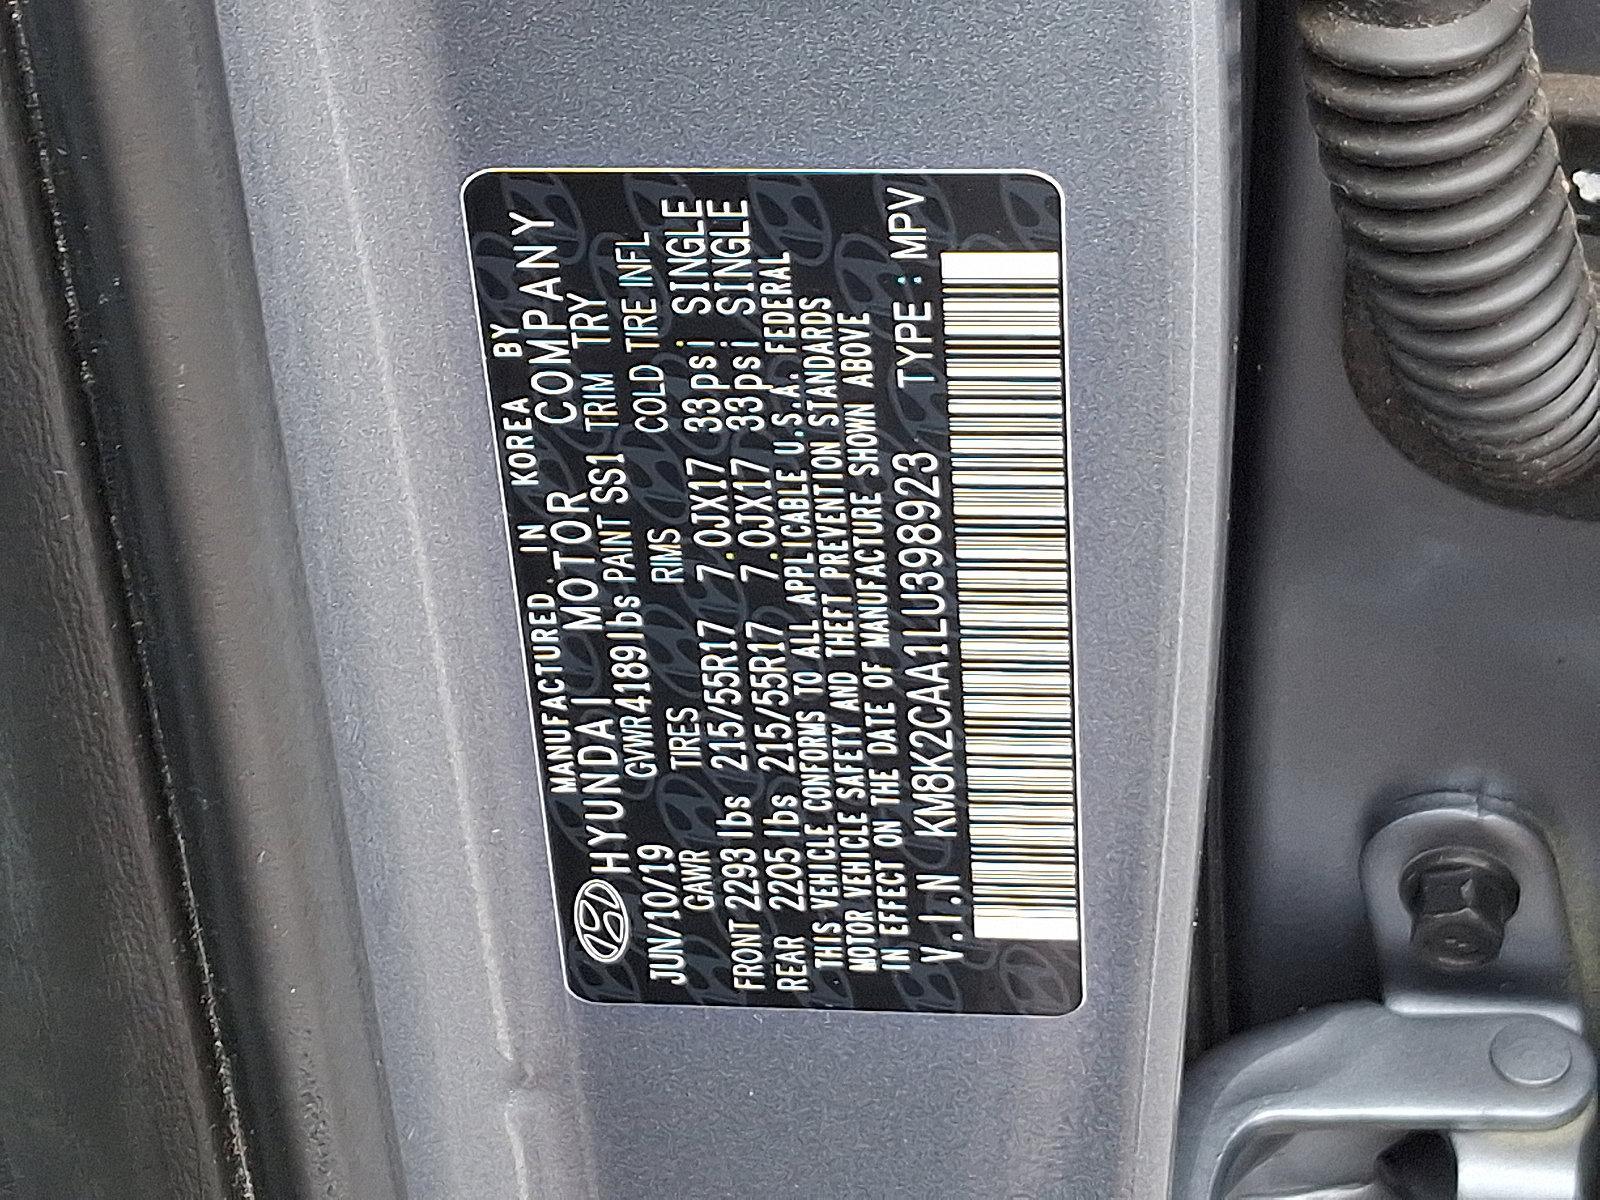 MANUFACTURED IN KOREA BY
HYUNDAI MOTOR COMPANY
JUN/10/19 GVWR4189lbs PAINT SS1 TRIM TRY
GAWR TIRES RIMS COLD TIRE INFL
FRONT 2293 lbs 215/55R17 7.0JX17 33psi SINGLE
REAR 2205 lbs 215/55R17 7.0JX17 33psi SINGLE
THIS VEHICLE CONFORMS TO ALL APPLICABLE U.S.A. FEDERAL
MOTOR VEHICLE SAFETY AND THEFT PREVENTION STANDARDS
IN EFFECT ON THE DATE OF MANUFACTURE SHOWN ABOVE
V.I.N KM8K2CAA1LU398923 TYPE : MPV